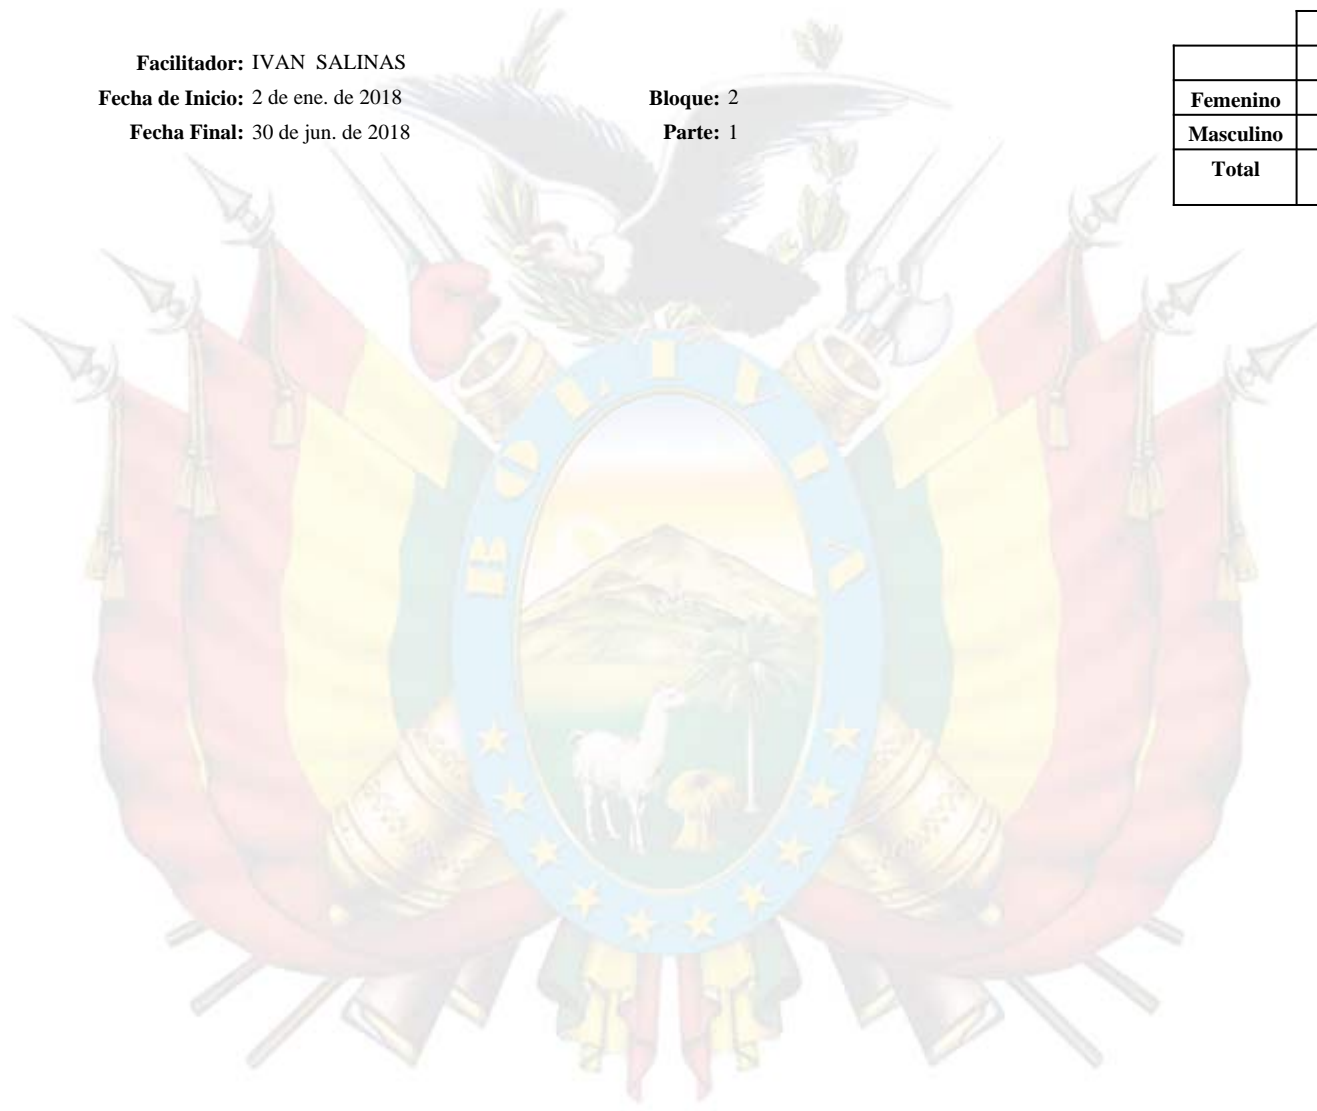 Facilitador: IVAN SALINAS
Fecha de Inicio: 2 de ene. de 2018 Bloque: 2
Fecha Final: 30 de jun. de 2018 Parte: 1
Femenino
Masculino
Total
BOLIVIA